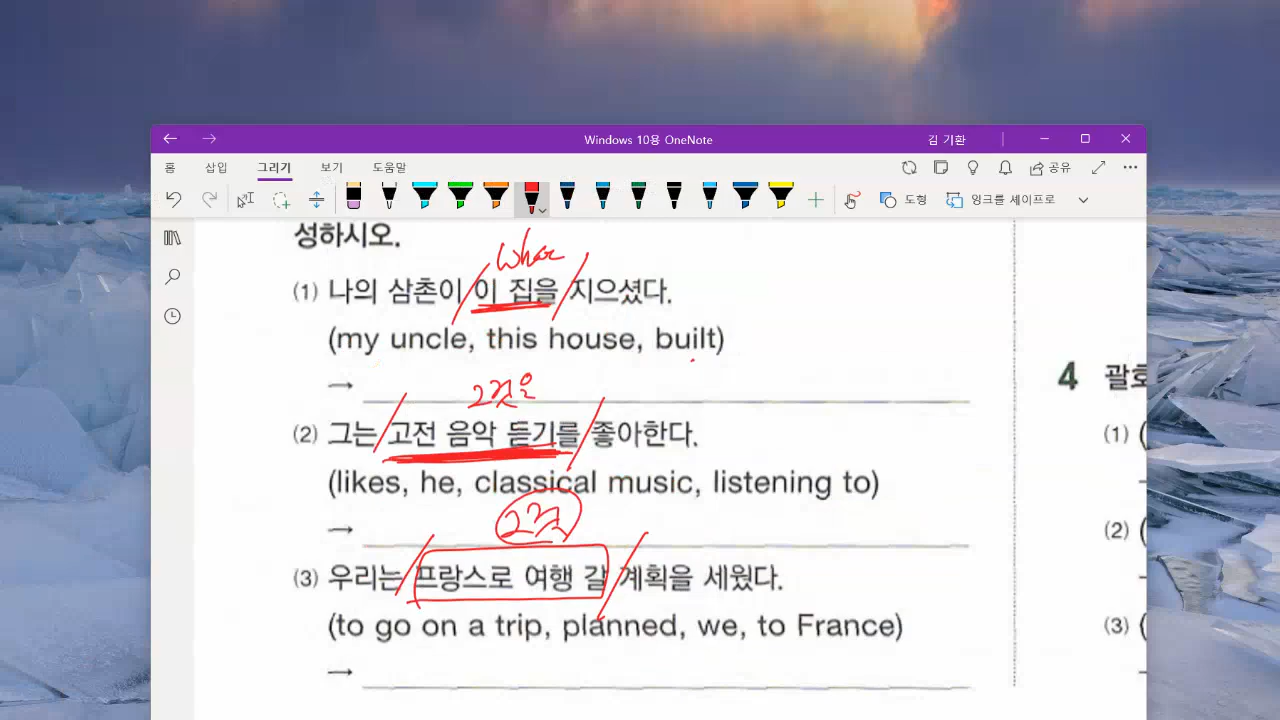 Windows 10용 OneNote
김 기환
홈 삽입 그리기 보기 도움말
공유
도형 잉크를 셰이프로
성하시오.
(1) 나의 삼촌이 이 집을 지으셨다.
(my uncle, this house, built)
→
그것을
(2) 그는 고전 음악 듣기를 좋아한다.
(likes, he, classical music, listening to)
→
그것
(3) 우리는 프랑스로 여행 갈 계획을 세웠다.
(to go on a trip, planned, we, to France)
→
4 괄호
(1) (
(2) (
(3) (